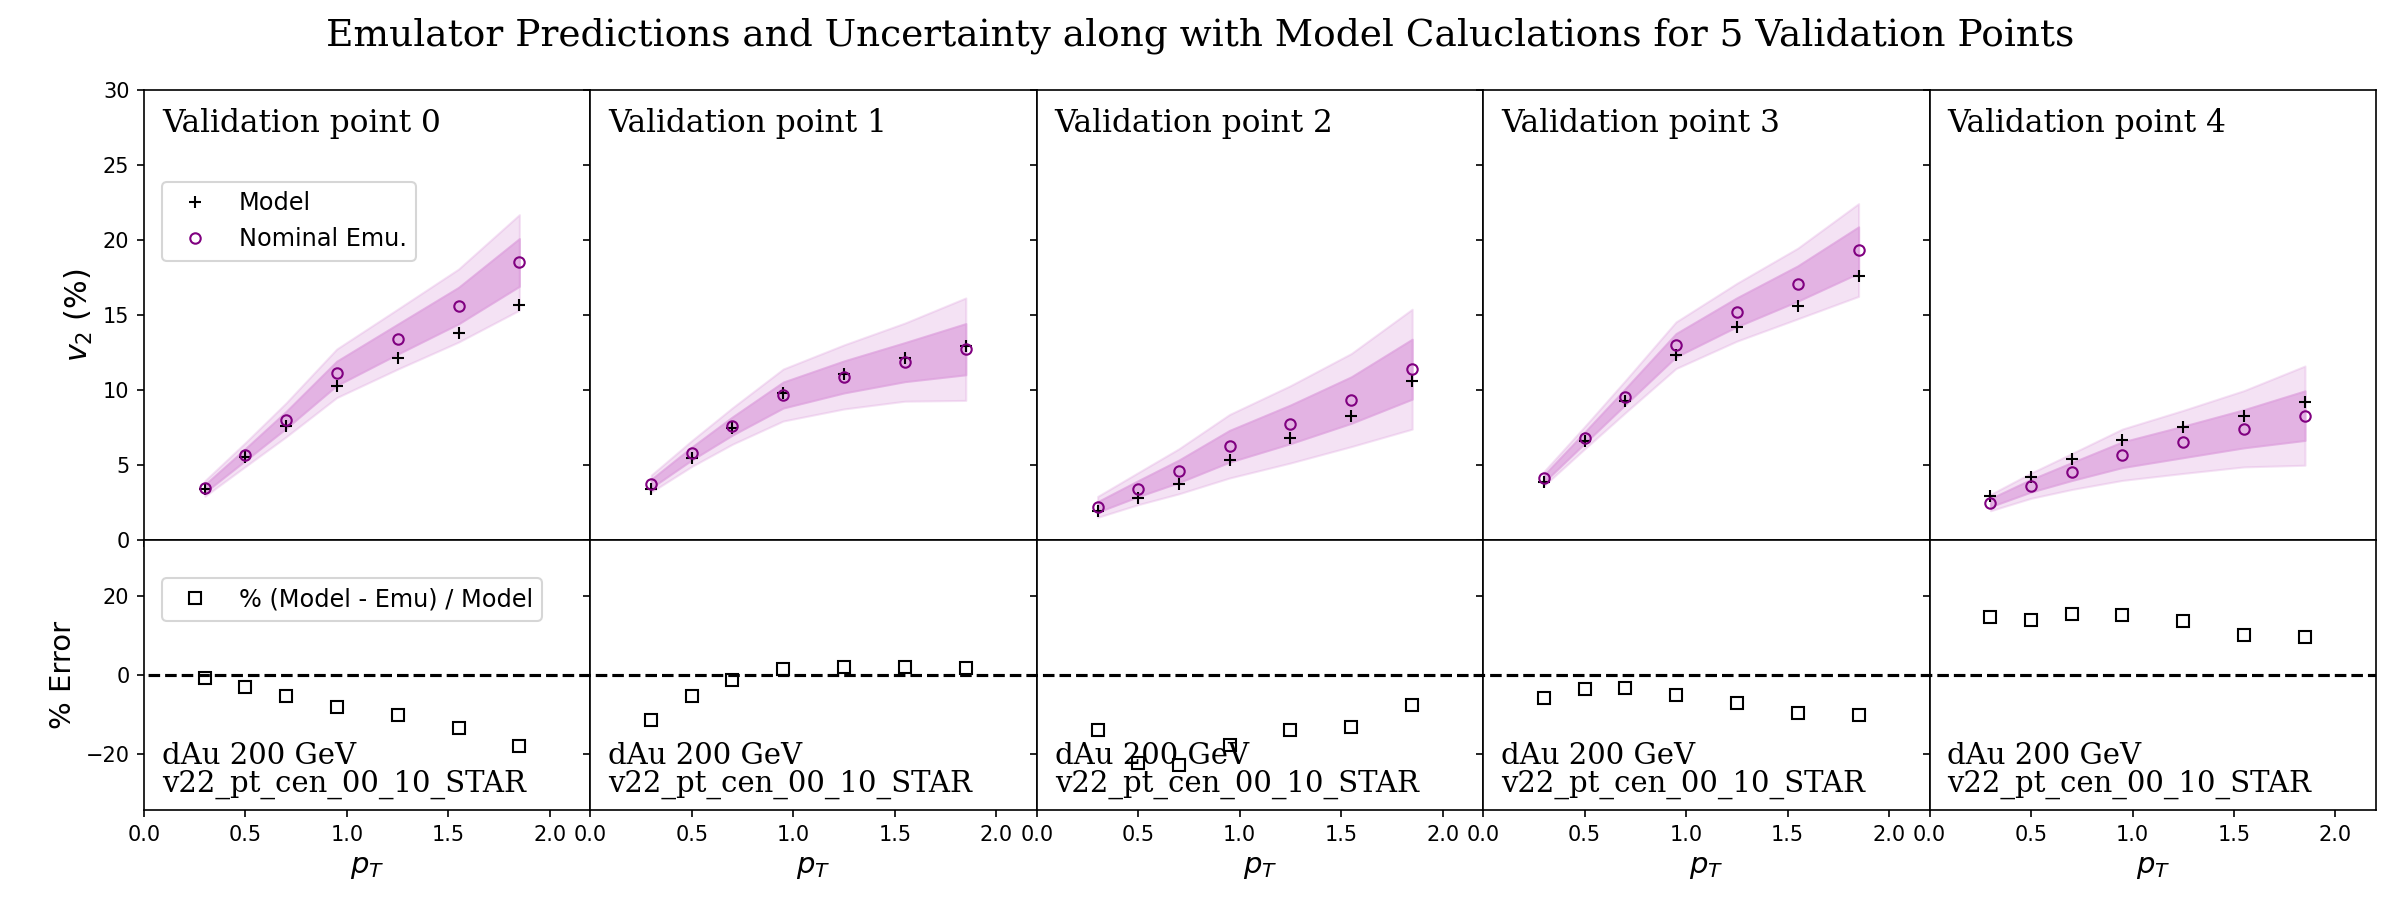 Emulator Predictions and Uncertainty along with Model Caluclations for 5 Validation Points
Validation point 0
Validation point 1
Validation point 2
Validation point 3
Validation point 4
Model
Nominal Emu.
v2 (%)
30
25
20
15
10
5
0
% (Model - Emu) / Model
% Error
20
0
−20
dAu 200 GeV
v22_pt_cen_00_10_STAR
dAu 200 GeV
v22_pt_cen_00_10_STAR
dAu 200 GeV
v22_pt_cen_00_10_STAR
dAu 200 GeV
v22_pt_cen_00_10_STAR
dAu 200 GeV
v22_pt_cen_00_10_STAR
0.0 0.5 1.0 1.5 2.0 0.0 0.5 1.0 1.5 2.0 0.0 0.5 1.0 1.5 2.0 0.0 0.5 1.0 1.5 2.0 0.0 0.5 1.0 1.5 2.0
pT pT pT pT pT